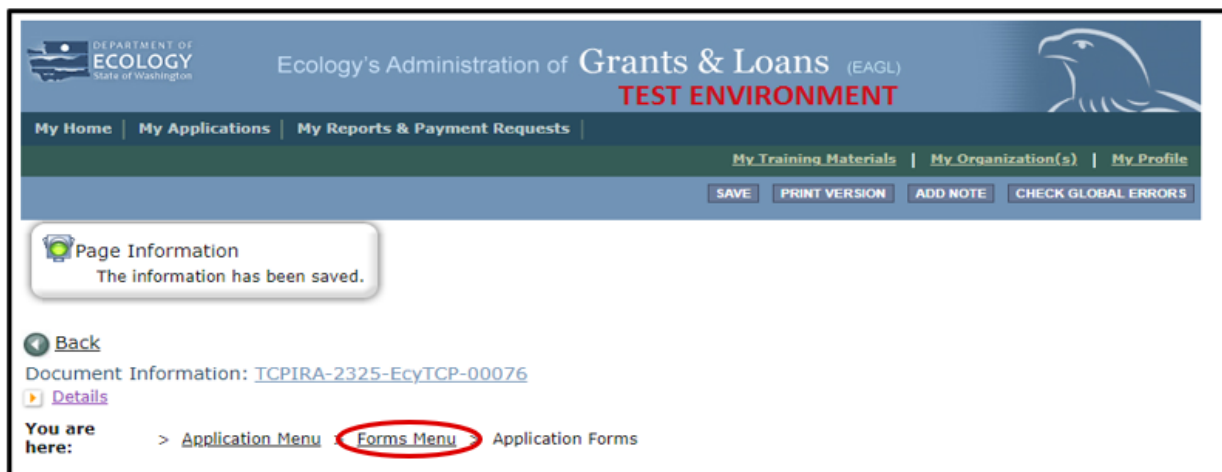 DEPARTMENT OF
ECOLOGY
State of Washington
Ecology's Administration of Grants & Loans (EAGL)
TEST ENVIRONMENT
My Home | My Applications | My Reports & Payment Requests |
My Training Materials | My Organization(s) | My Profile
SAVE PRINT VERSION ADD NOTE CHECK GLOBAL ERRORS
Page Information
The information has been saved.
Back
Document Information: TCPIRA-2325-EcyTCP-00076
Details
You are here: > Application Menu > Forms Menu > Application Forms